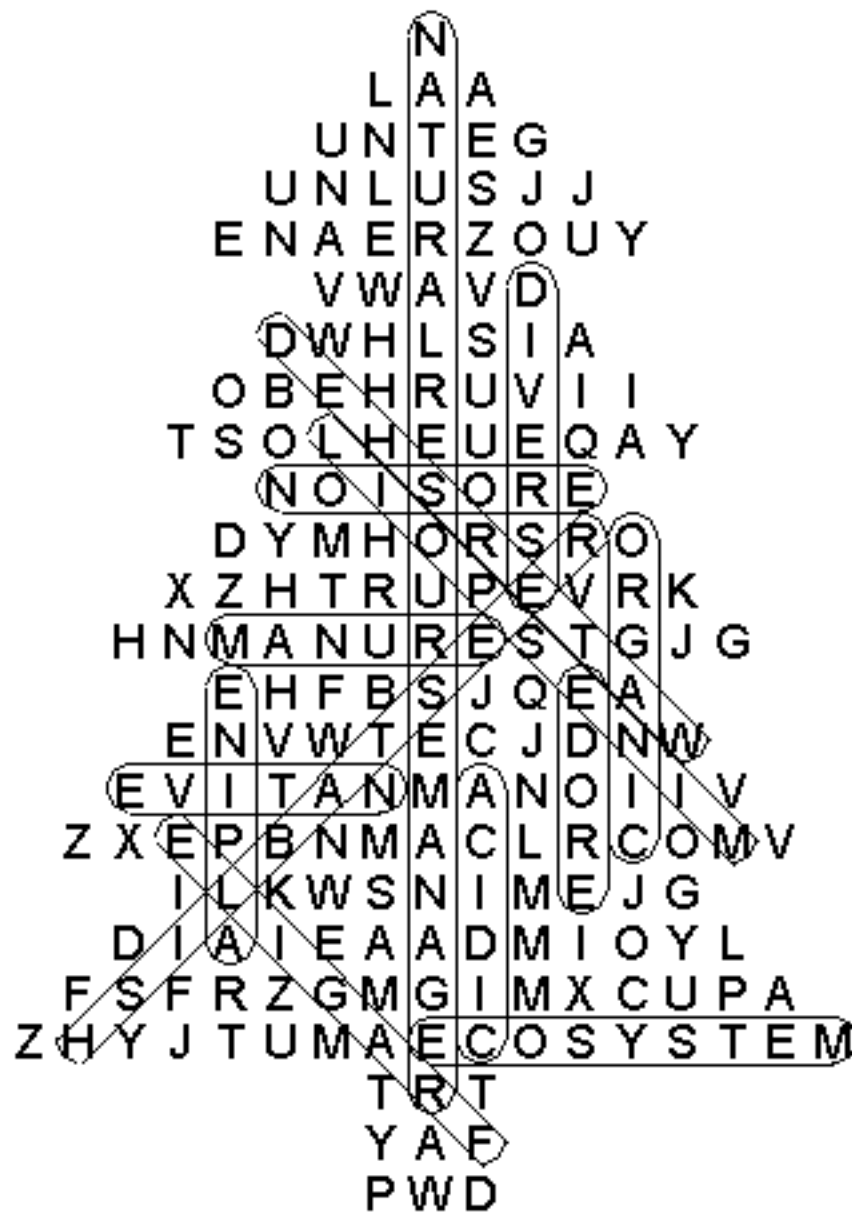 N
L A A
U N T E G
U N L U S J J
E N A E R Z O U Y
V W A V D
D W H L S I A
O B E H R U V I I
T S O L H E U E Q A Y
N O I S O R E
D Y M H O R S R O
X Z H T R U P E V R K
H N M A N U R E S T G J G
E H F B S J Q E A
E N V W T E C J D N W
E V I T A N M A N O I I V
Z X E P B N M A C L R C O M V
I L K W S N I M E J G
D I A I E A A D M I O Y L
F S F R Z G M G I M X C U P A
Z H Y J T U M A E C O S Y S T E M
T R T
Y A F
P W D